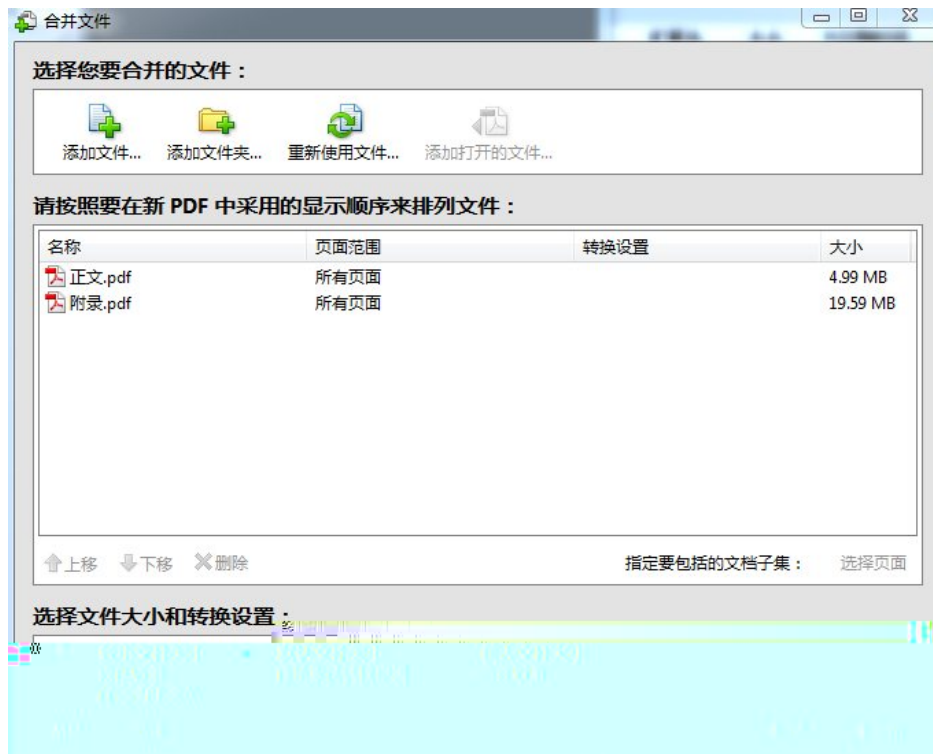 合并文件
选择您要合并的文件：
添加文件... 添加文件夹... 重新使用文件... 添加打开的文件...
请按照要在新 PDF 中采用的显示顺序来排列文件：
名称 页面范围 转换设置 大小
正文.pdf 所有页面 4.99 MB
附录.pdf 所有页面 19.59 MB
上移 下移 删除 指定要包括的文档子集： 选择页面
选择文件大小和转换设置：